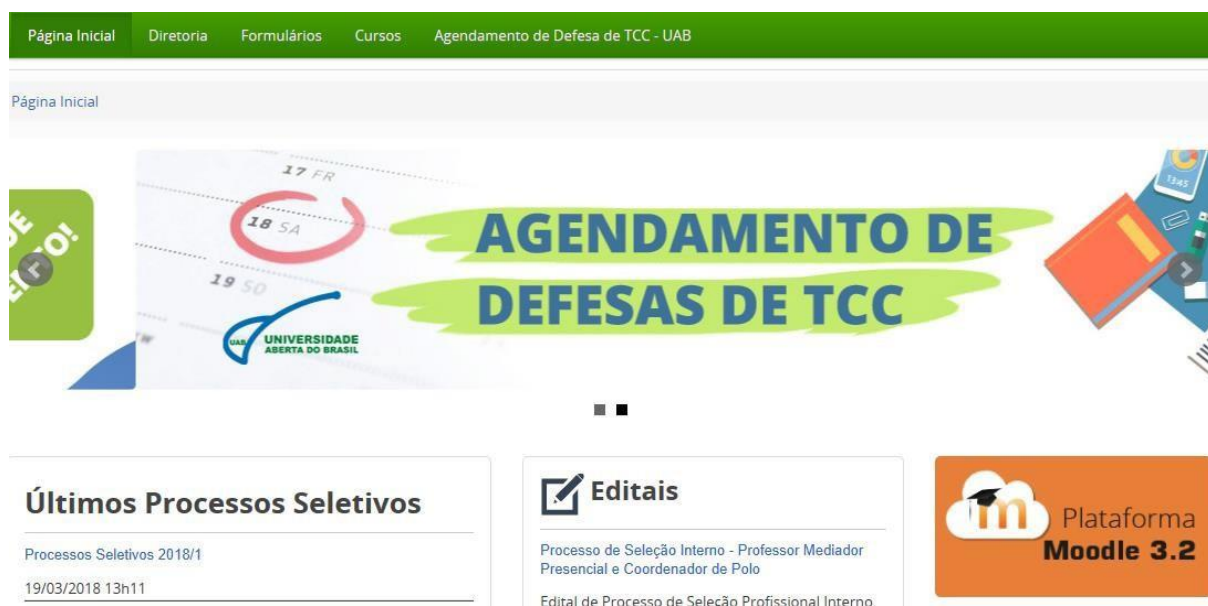 Página Inicial Diretoria Formulários Cursos Agendamento de Defesa de TCC - UAB
Página Inicial
17 FR
18 SA
19 SO
AGENDAMENTO DE
DEFESAS DE TCC
UAB UNIVERSIDADE
ABERTA DO BRASIL
13:45
Últimos Processos Seletivos
Processos Seletivos 2018/1
19/03/2018 13h11
Editais
Processo de Seleção Interno - Professor Mediador
Presencial e Coordenador de Polo
Edital de Processo de Seleção Profissional Interno
m Plataforma
Moodle 3.2